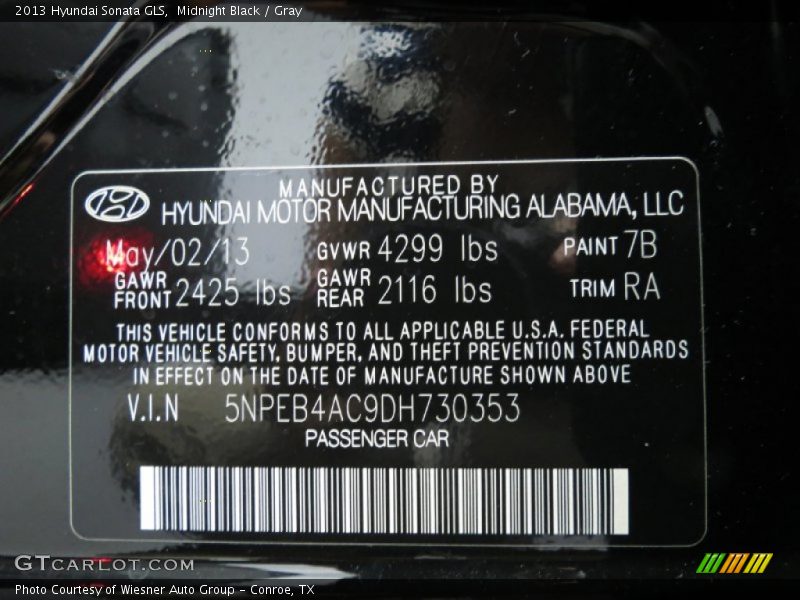 2013 Hyundai Sonata GLS, Midnight Black / Gray
MANUFACTURED BY
HYUNDAI MOTOR MANUFACTURING ALABAMA, LLC
May/02/13 GVWR 4299 lbs PAINT 7B
GAWR FRONT 2425 lbs GAWR REAR 2116 lbs TRIM RA
THIS VEHICLE CONFORMS TO ALL APPLICABLE U.S.A. FEDERAL
MOTOR VEHICLE SAFETY, BUMPER, AND THEFT PREVENTION STANDARDS
IN EFFECT ON THE DATE OF MANUFACTURE SHOWN ABOVE
V.I.N 5NPEB4AC9DH730353
PASSENGER CAR
GTCARLOT.COM
Photo Courtesy of Wiesner Auto Group - Conroe, TX